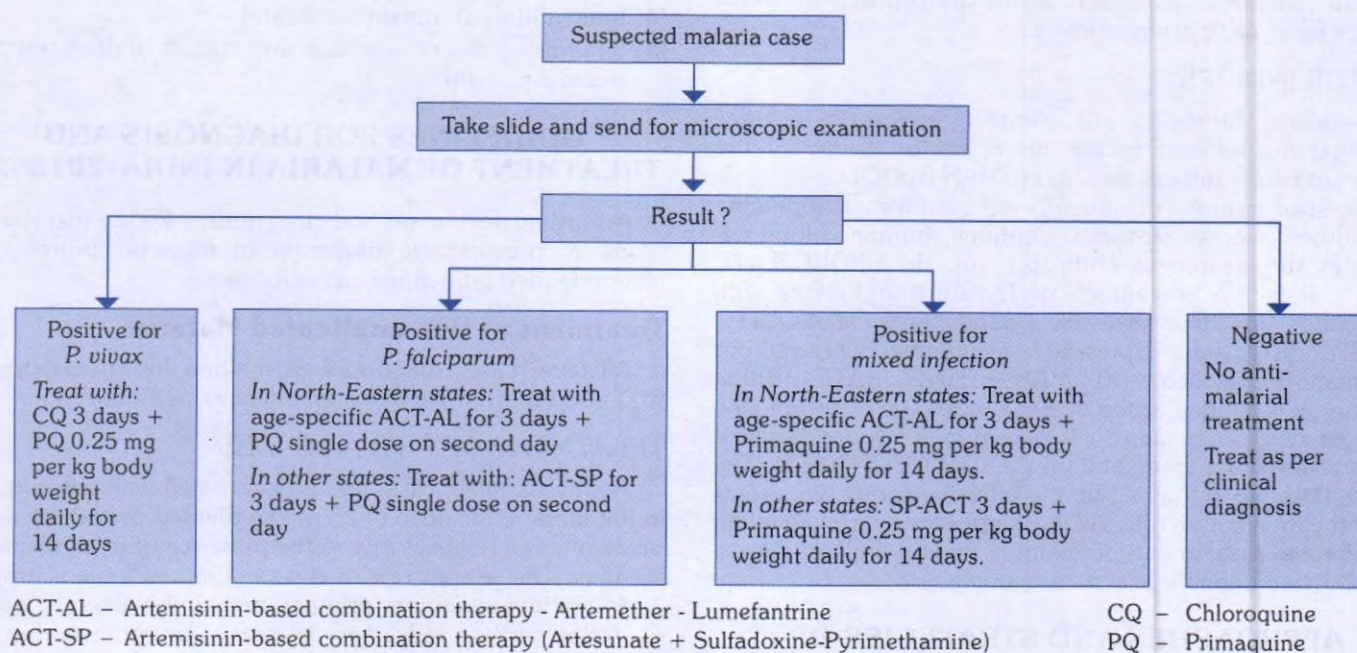 Suspected malaria case
Take slide and send for microscopic examination
Result ?
Positive for
P. vivax
Treat with:
CQ 3 days +
PQ 0.25 mg
per kg body
weight
daily for
14 days
Positive for
P. falciparum
In North-Eastern states: Treat with
age-specific ACT-AL for 3 days +
PQ single dose on second day
In other states: Treat with: ACT-SP for
3 days + PQ single dose on second
day
Positive for
mixed infection
In North-Eastern states: Treat with
age-specific ACT-AL for 3 days +
Primaquine 0.25 mg per kg body
weight daily for 14 days.
In other states: SP-ACT 3 days +
Primaquine 0.25 mg per kg body
weight daily for 14 days.
Negative
No anti-
malarial
treatment
Treat as per
clinical
diagnosis
ACT-AL – Artemisinin-based combination therapy - Artemether - Lumefantrine
CQ – Chloroquine
ACT-SP – Artemisinin-based combination therapy (Artesunate + Sulfadoxine-Pyrimethamine)
PQ – Primaquine